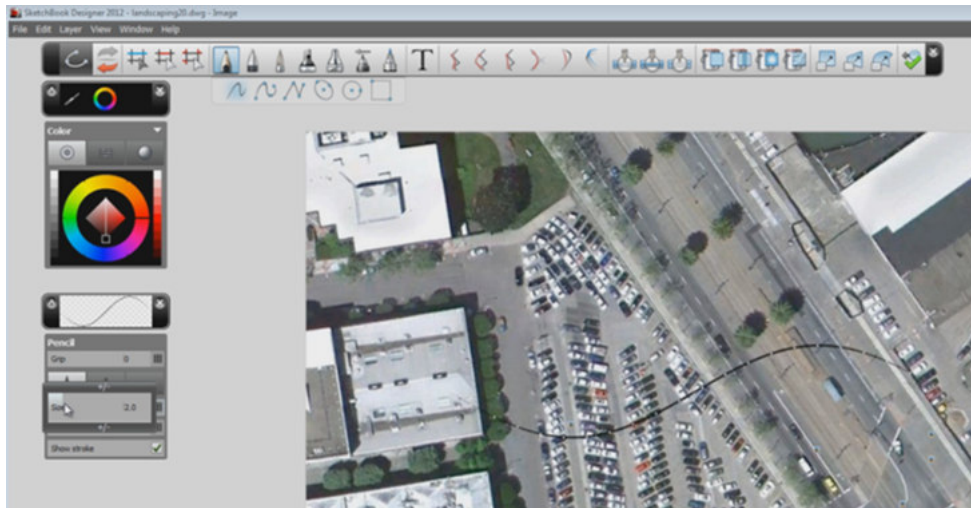 SketchBook Designer 2012 - landscaping20.dwg - Image
File Edit Layer View Window Help
T
Color
Pencil
Grip 0
+/-
Size 2.0
+/-
Show stroke